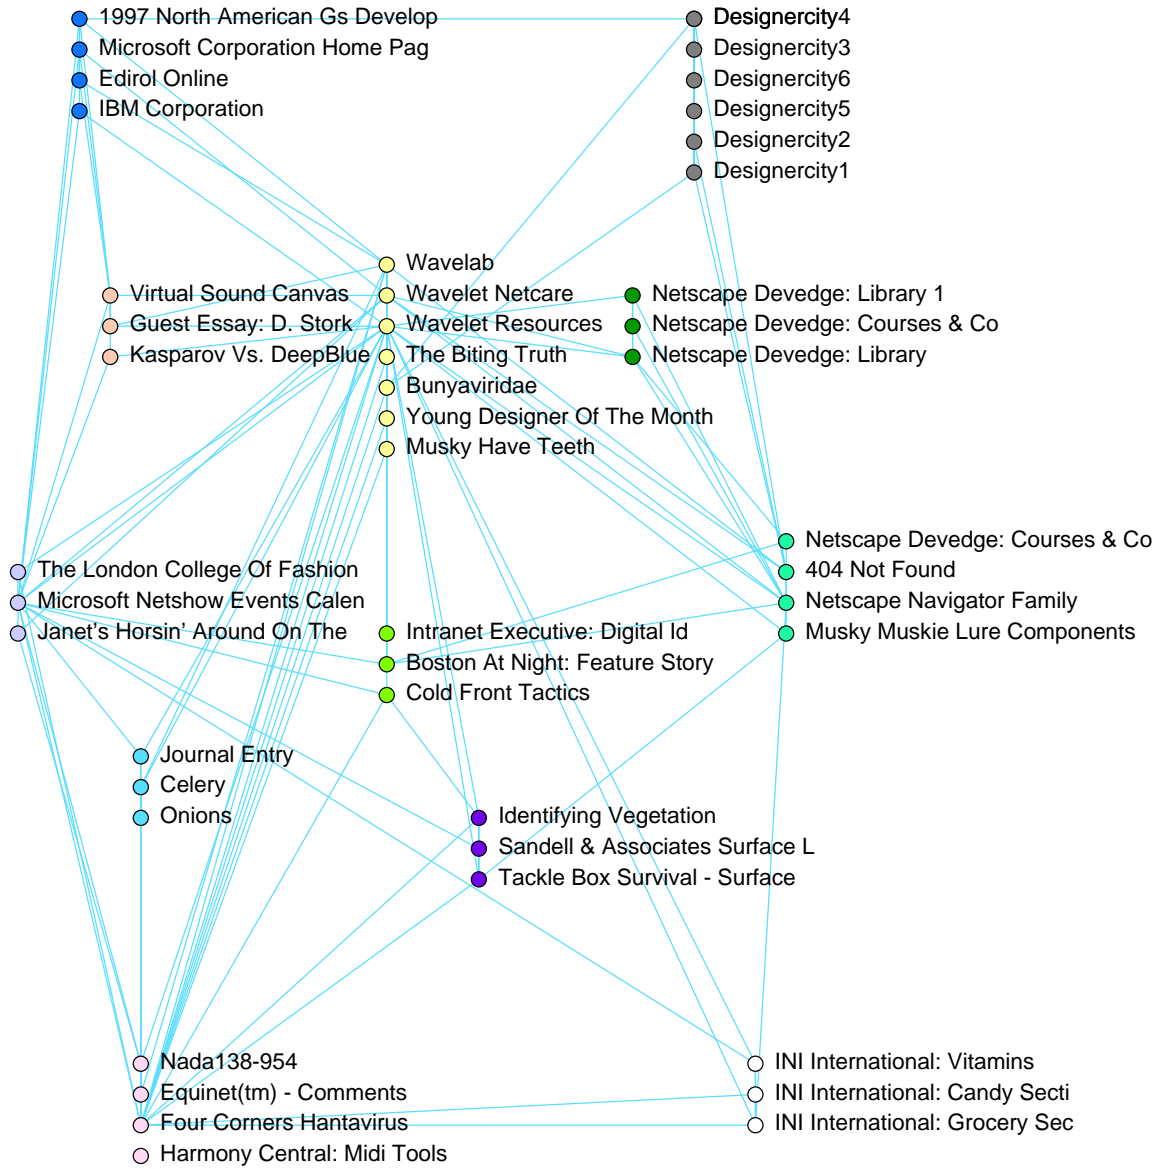 1997 North American Gs Develop
Microsoft Corporation Home Pag
Edirol Online
IBM Corporation
Designercity4
Designercity3
Designercity6
Designercity5
Designercity2
Designercity1
Wavelab
Wavelet Netcare
Wavelet Resources
The Biting Truth
Bunyaviridae
Young Designer Of The Month
Musky Have Teeth
Virtual Sound Canvas
Guest Essay: D. Stork
Kasparov Vs. DeepBlue
Netscape Devedge: Library 1
Netscape Devedge: Courses & Co
Netscape Devedge: Library
Netscape Devedge: Courses & Co
404 Not Found
Netscape Navigator Family
Musky Muskie Lure Components
The London College Of Fashion
Microsoft Netshow Events Calen
Janet's Horsin' Around On The
Intranet Executive: Digital Id
Boston At Night: Feature Story
Cold Front Tactics
Journal Entry
Celery
Onions
Identifying Vegetation
Sandell & Associates Surface L
Tackle Box Survival - Surface
Nada138-954
Equinet(tm) - Comments
Four Corners Hantavirus
Harmony Central: Midi Tools
INI International: Vitamins
INI International: Candy Secti
INI International: Grocery Sec